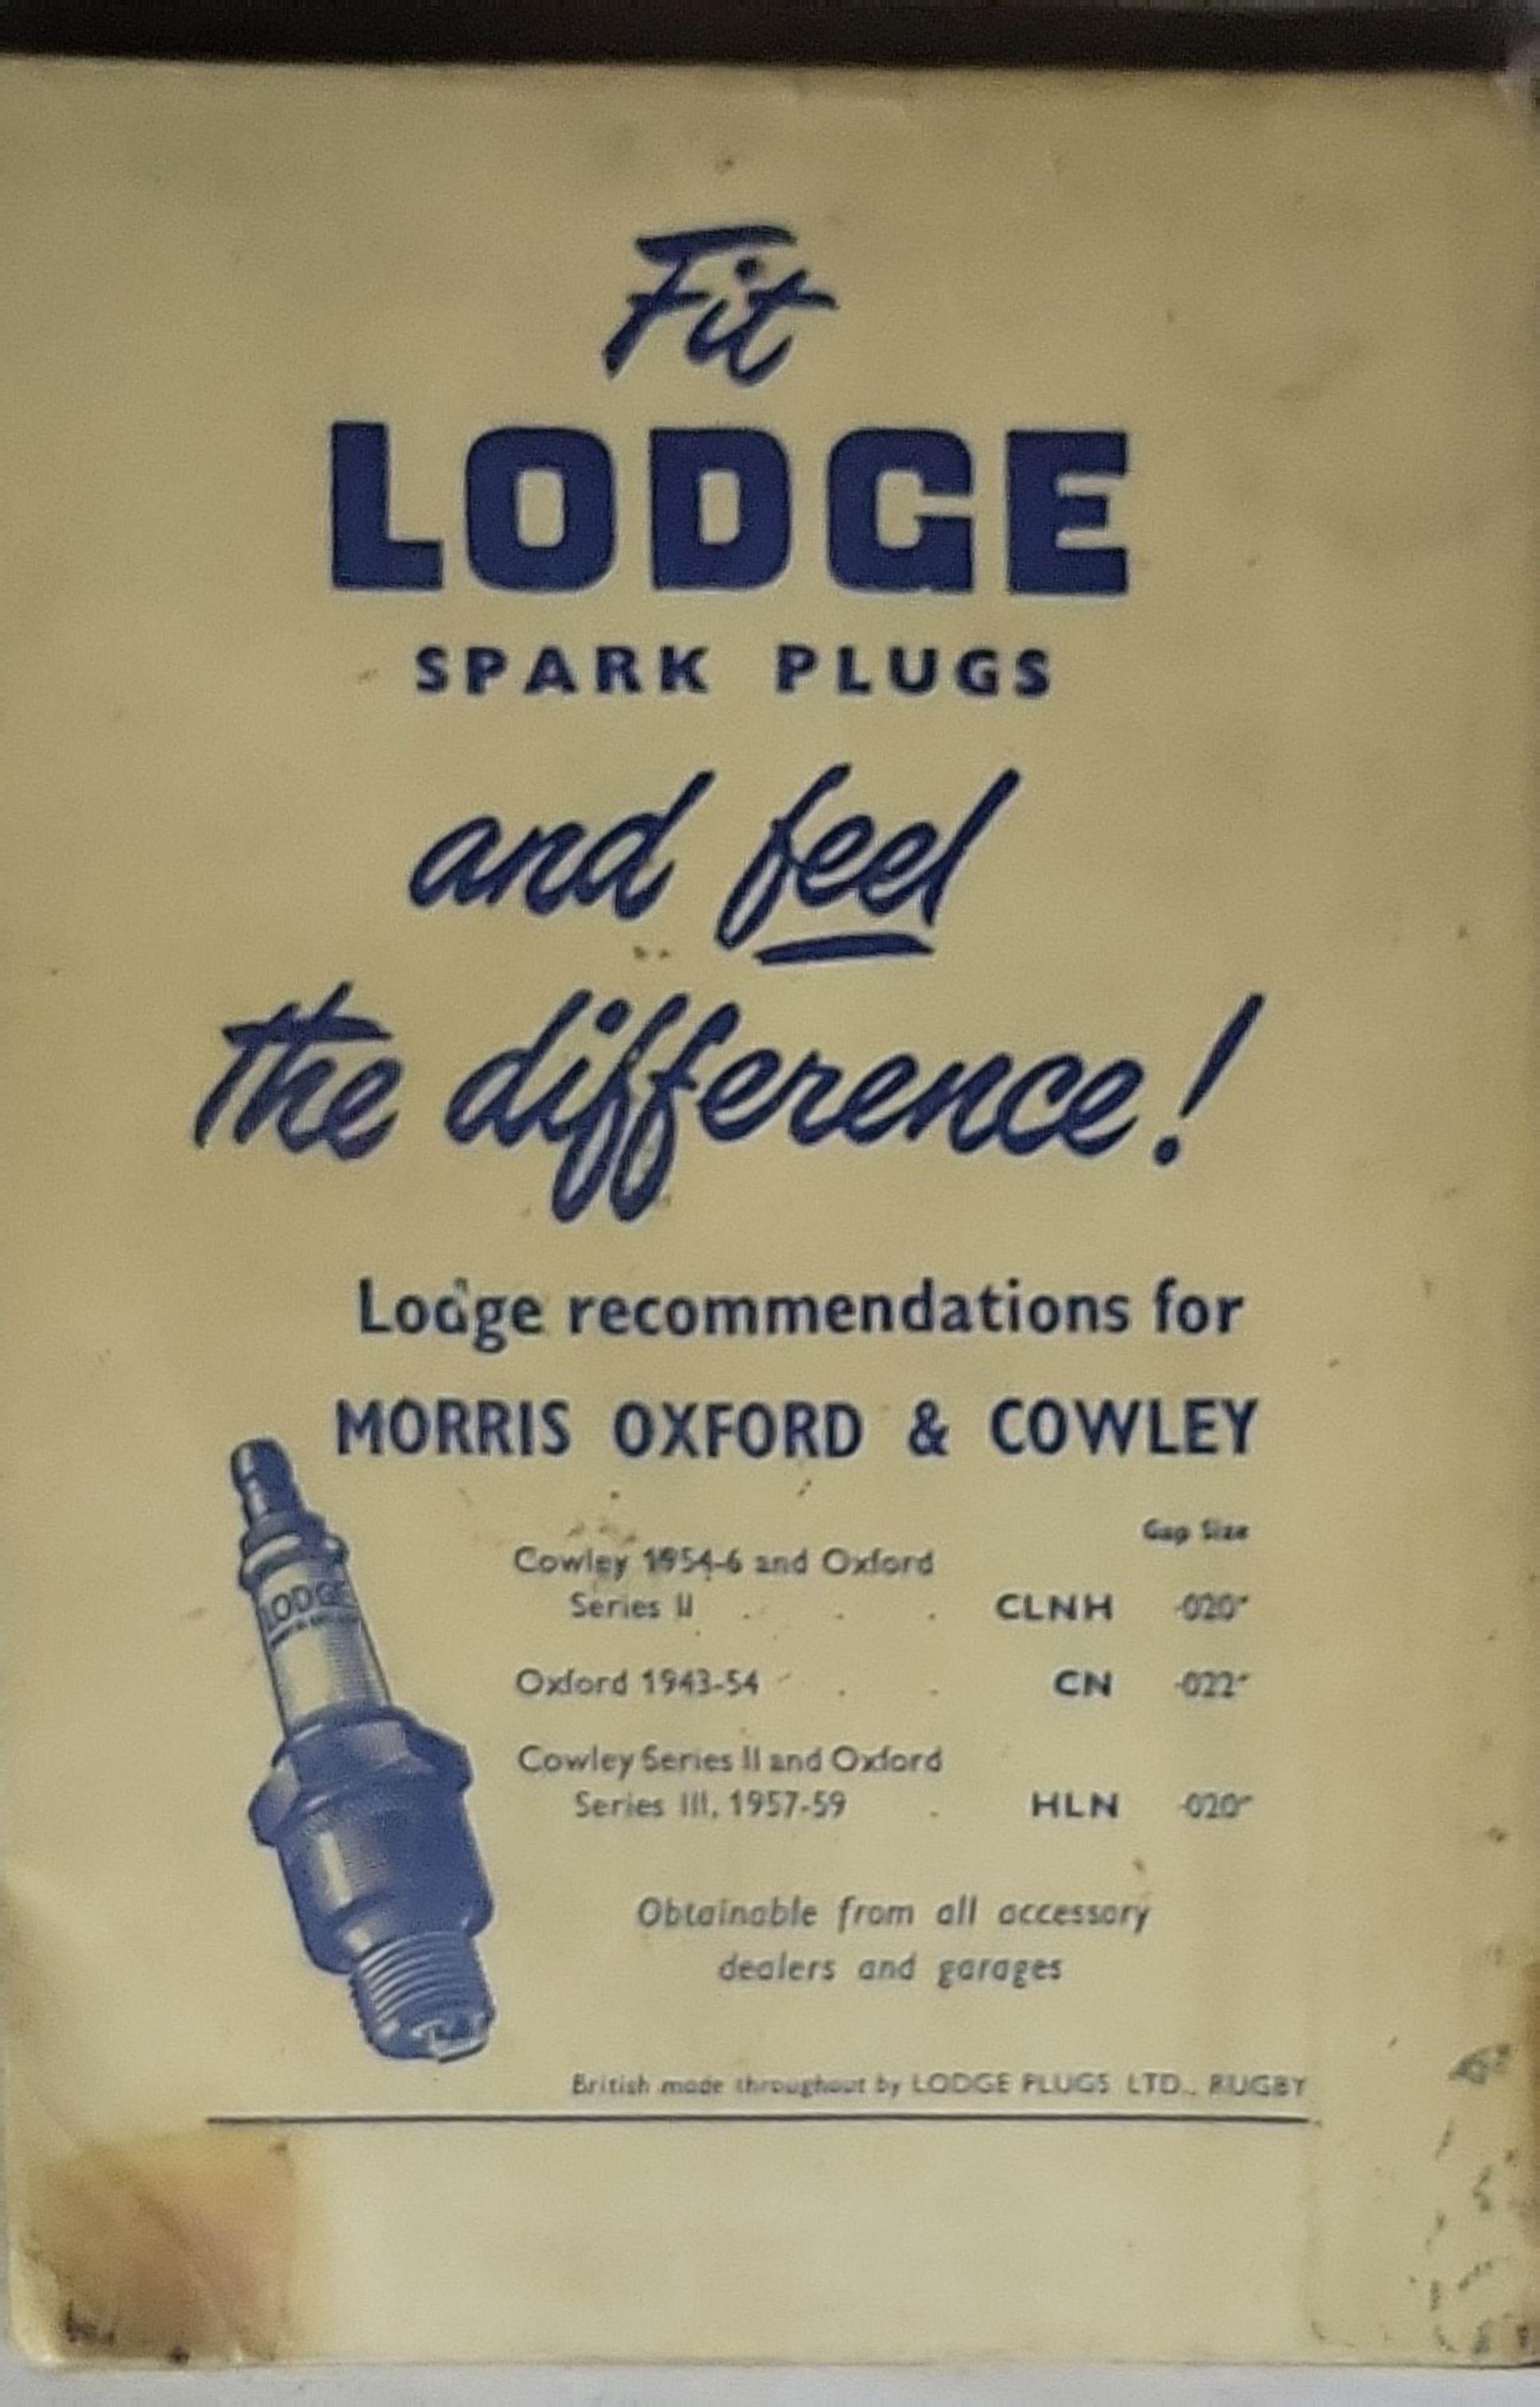 Fit
LODGE
SPARK PLUGS
and feel
the difference!
Lodge recommendations for
MORRIS OXFORD & COWLEY
Gap Size
Cowley 1954-6 and Oxford
Series II . . . CLNH ·020"
Oxford 1943-54 . . . CN ·022"
Cowley Series II and Oxford
Series III, 1957-59 . HLN ·020"
LODGE
Obtainable from all accessory
dealers and garages
British made throughout by LODGE PLUGS LTD., RUGBY